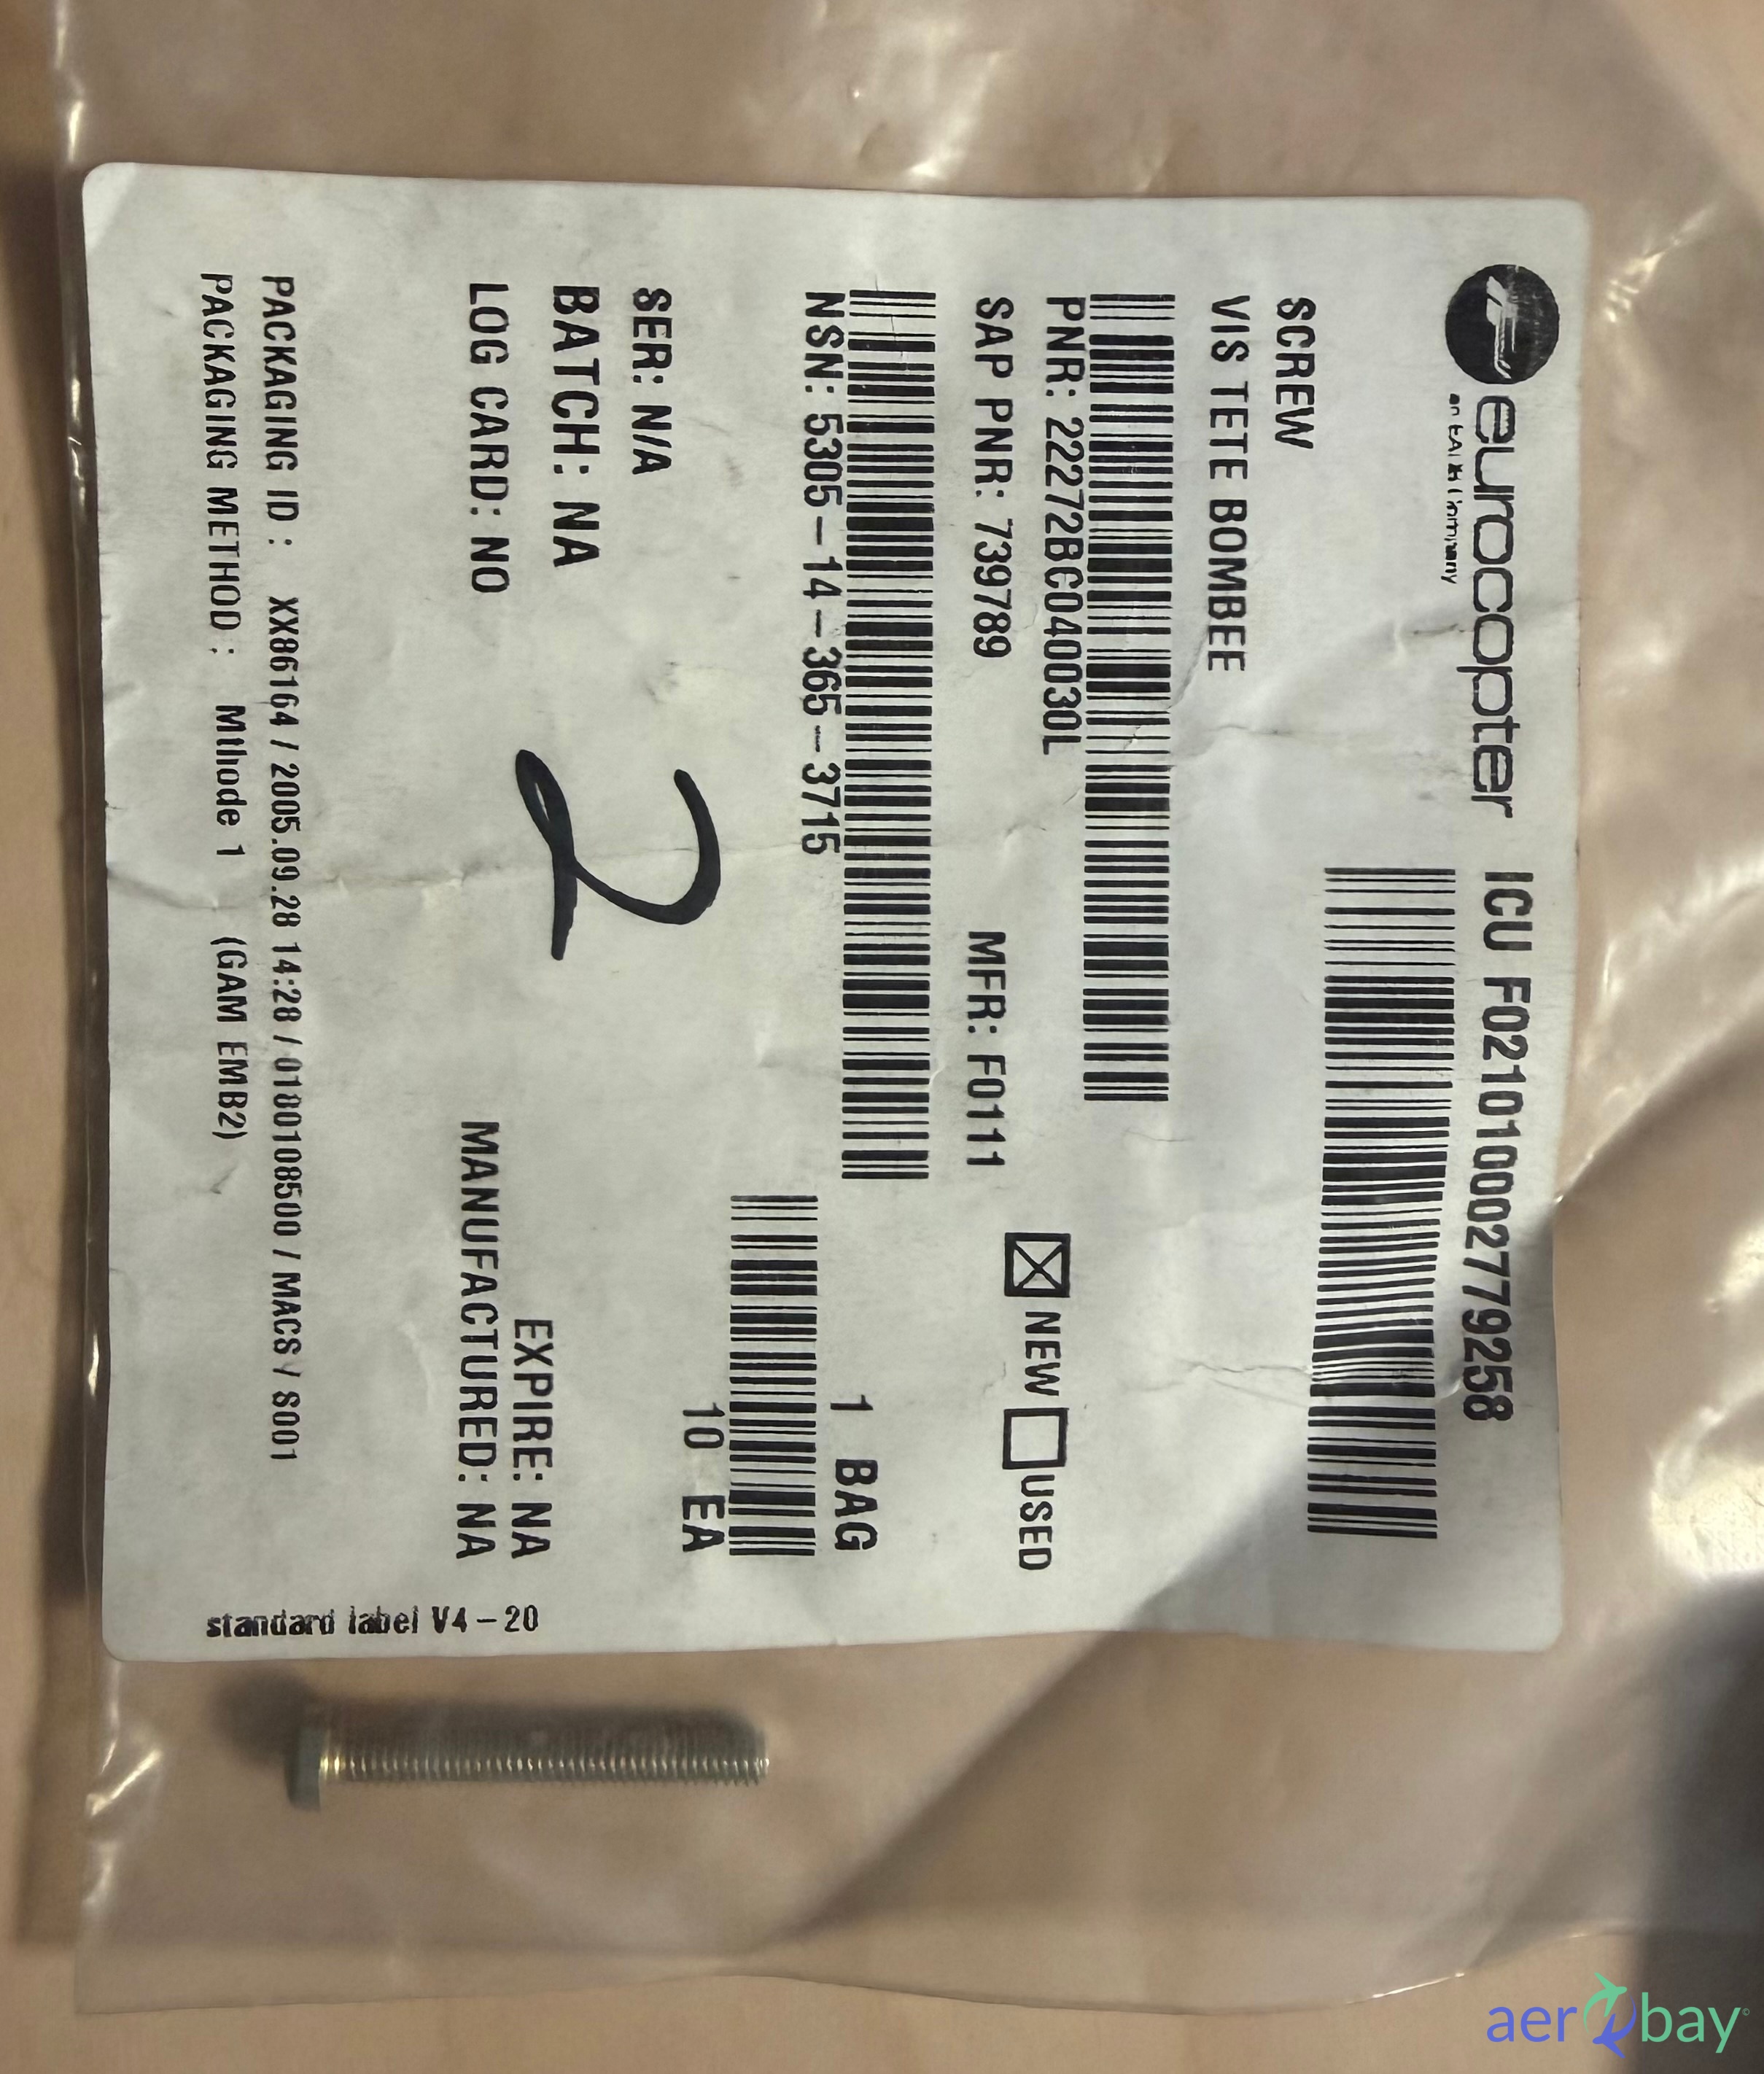 eurocopter
an EADS Company
ICU F021010002779258
SCREW
VIS TETE BOMBEE
PNR: 22272BC040030L
SAP PNR: 739789
MFR: F0111
NEW USED
NSN: 5305-14-365-3715
1 BAG
10 EA
SER: N/A
BATCH: NA
LOG CARD: NO
2
EXPIRE: NA
MANUFACTURED: NA
PACKAGING ID : XX86164 / 2005.09.28 14:28 / 0180108500 / MACS / S001
PACKAGING METHOD : Mthode 1 (GAM EMB2)
standard label V4-20
aerobay